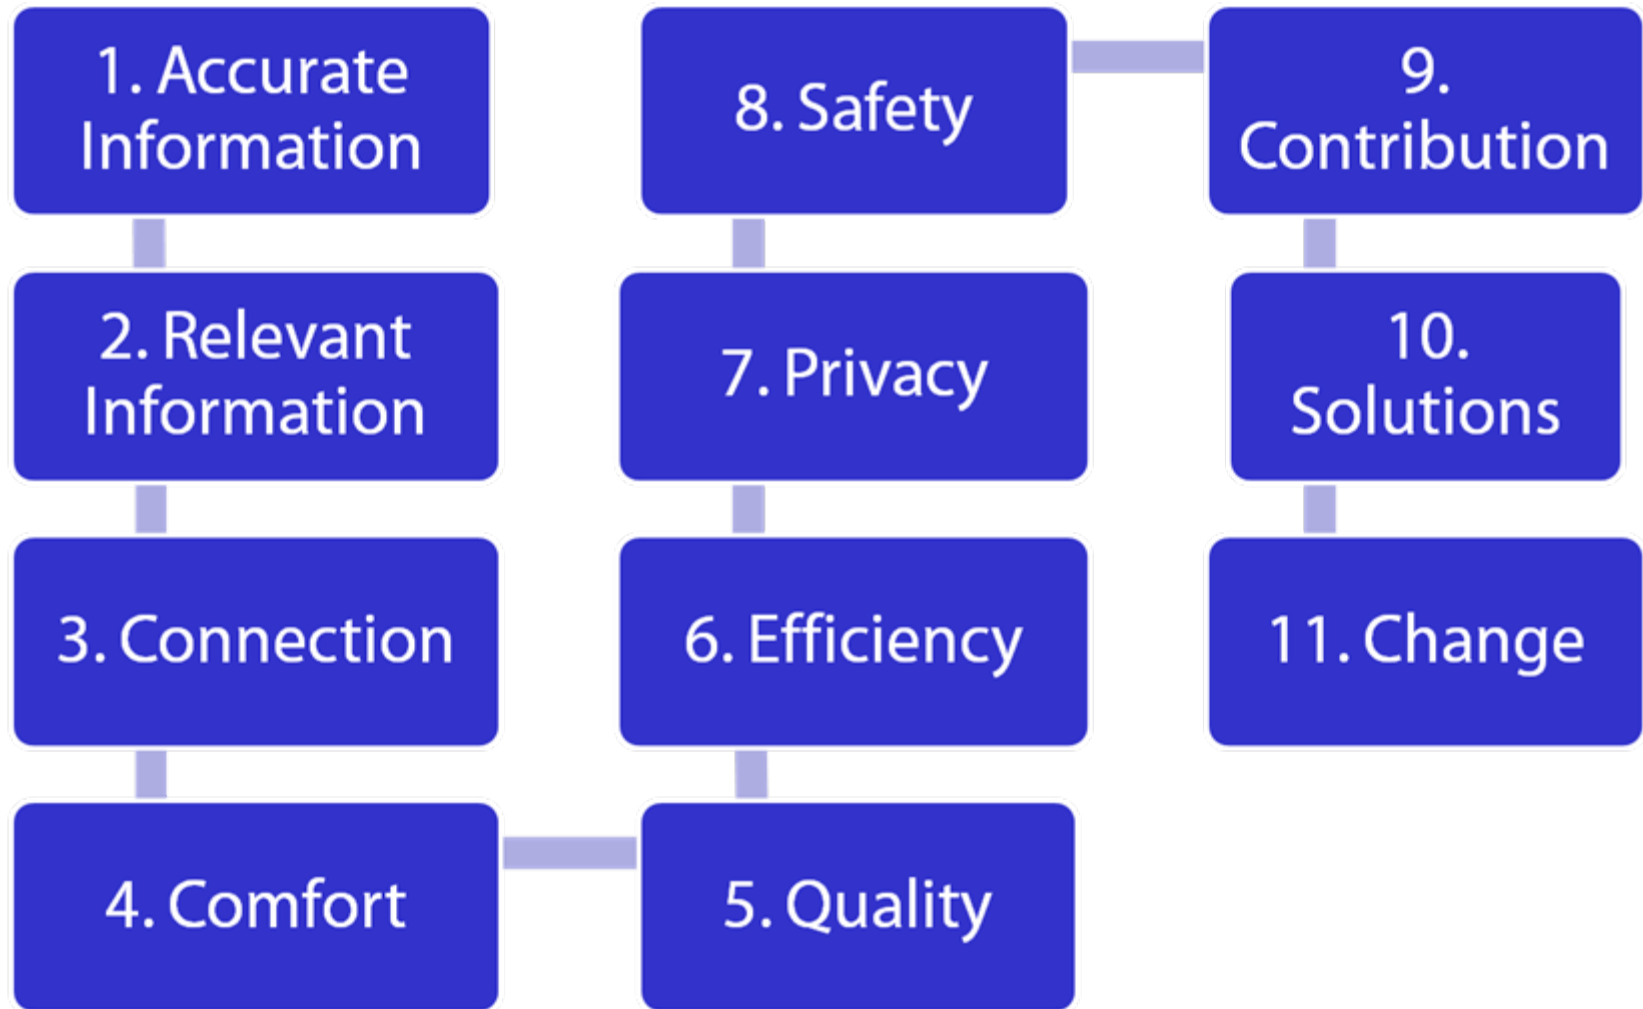 1. Accurate
Information
2. Relevant
Information
3. Connection
4. Comfort
5. Quality
6. Efficiency
7. Privacy
8. Safety
9.
Contribution
10.
Solutions
11. Change